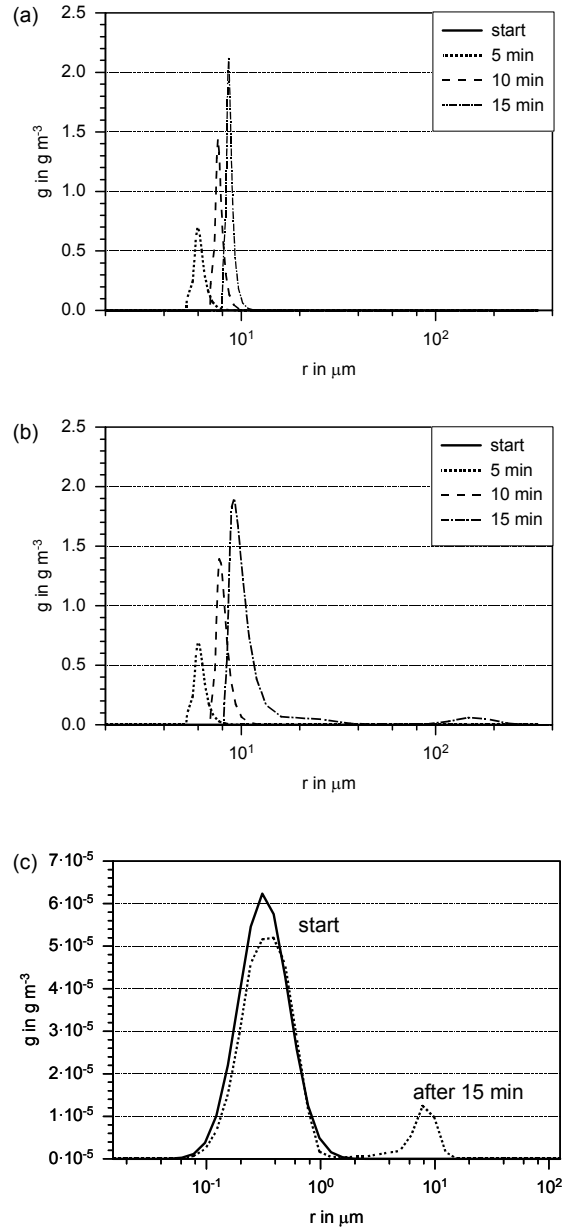 (a)
2.5
2.0
1.5
1.0
0.5
0.0
g in g m⁻³
start
5 min
10 min
15 min
10¹
10²
r in μm
(b)
2.5
2.0
1.5
1.0
0.5
0.0
g in g m⁻³
start
5 min
10 min
15 min
10¹
10²
r in μm
(c)
7·10⁻⁵
6·10⁻⁵
5·10⁻⁵
4·10⁻⁵
3·10⁻⁵
2·10⁻⁵
1·10⁻⁵
0·10⁻⁵
g in g m⁻³
start
after 15 min
10⁻¹
10⁰
10¹
10²
r in μm